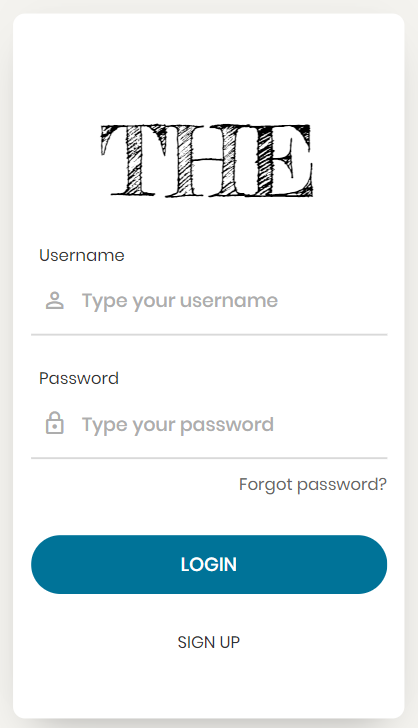 THE
Username
Type your username
Password
Type your password
Forgot password?
LOGIN
SIGN UP